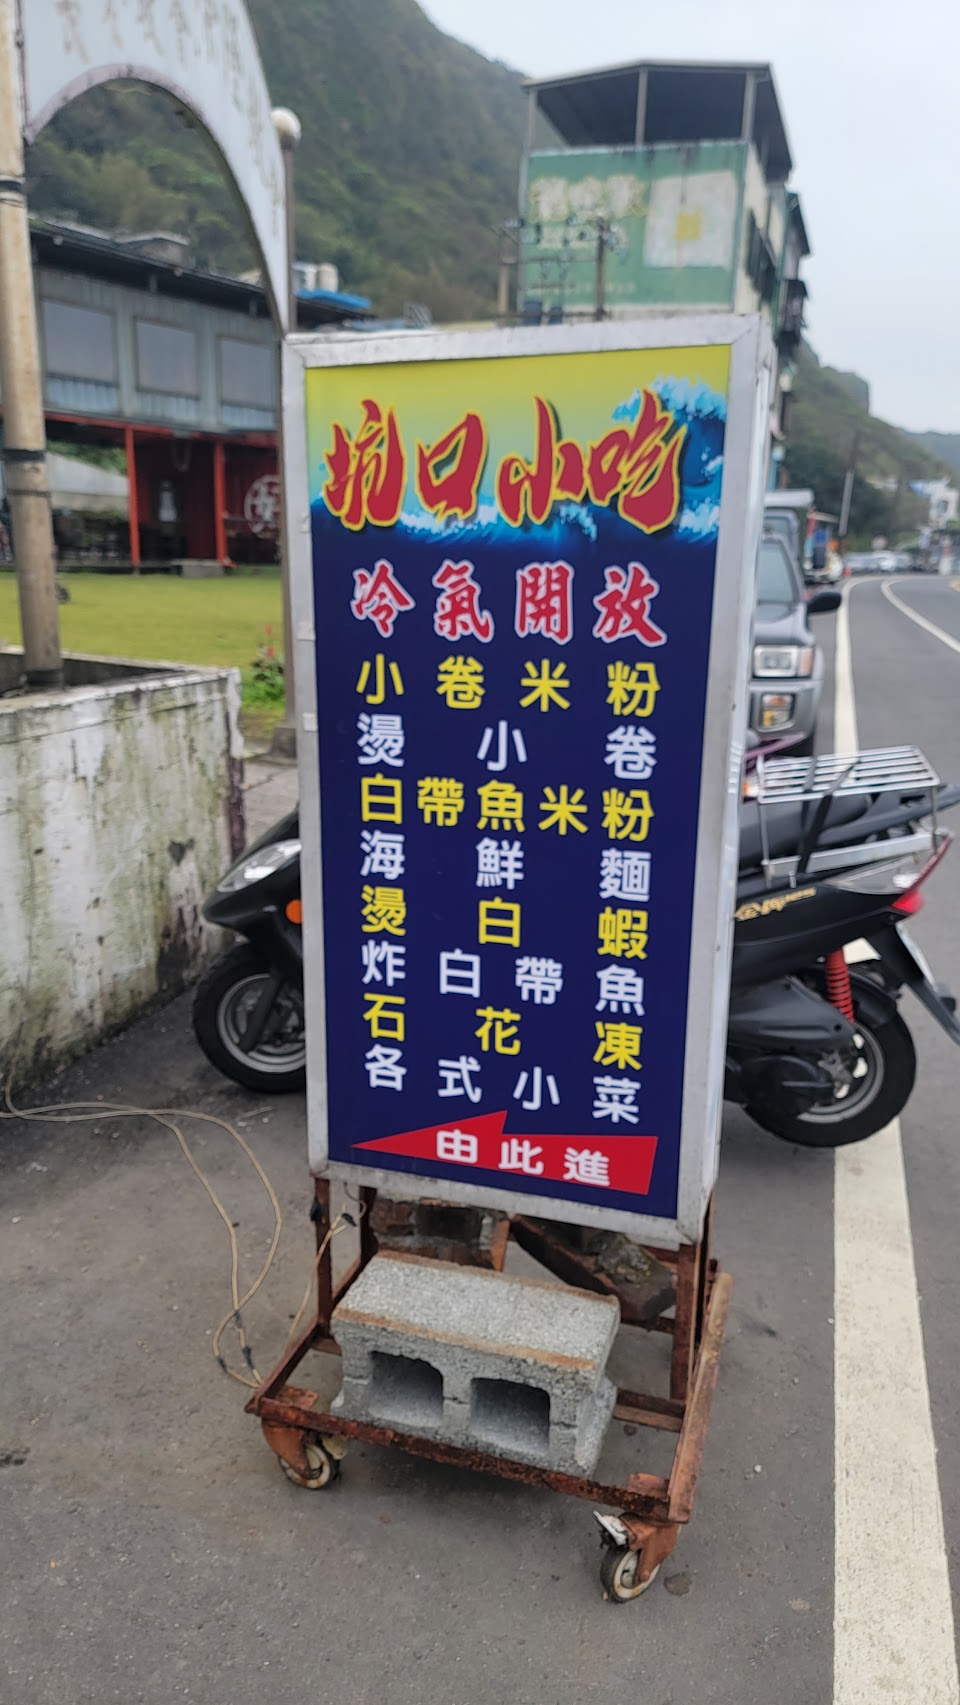 坑口小吃
冷氣開放
小卷米粉
燙小卷
白帶魚米粉
海鮮麵
燙白蝦
炸白帶魚
石花凍
各式小菜
由此進